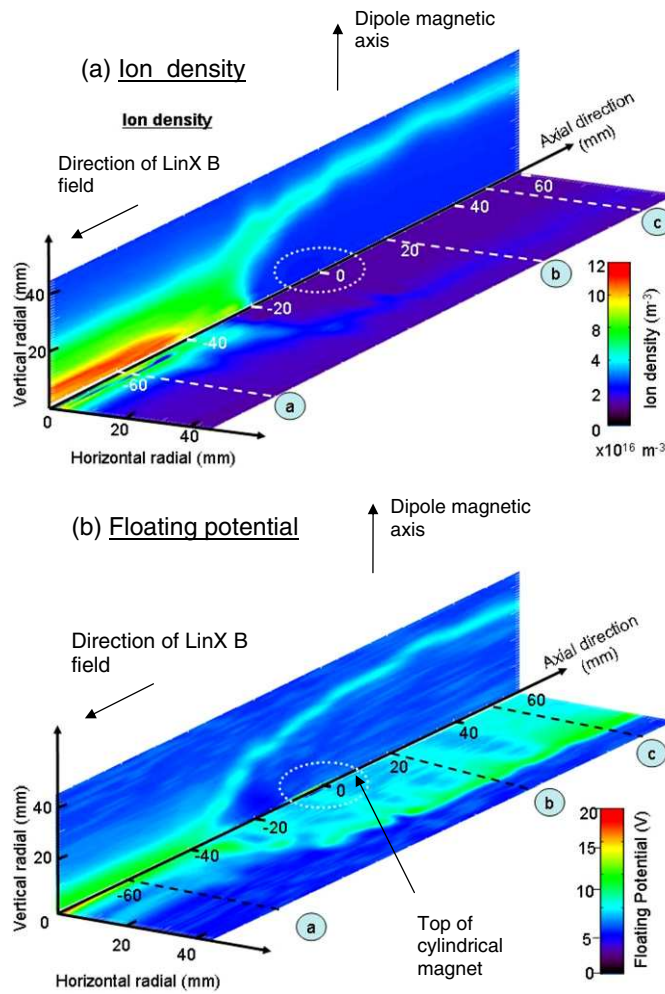 Dipole magnetic
axis
(a) Ion density
Ion density
Direction of LinX B
field
Axial direction
(mm)
60
40
20
0
-20
-40
-60
c
b
a
Vertical radial (mm)
40
20
0
20
40
Horizontal radial (mm)
12
10
8
6
4
2
0
Ion density (m-3)
x10¹⁶ m⁻³
Dipole magnetic
axis
(b) Floating potential
Direction of LinX B
field
Axial direction
(mm)
60
40
20
0
-20
-40
-60
c
b
a
Vertical radial (mm)
40
20
0
20
40
Horizontal radial (mm)
20
15
10
5
0
Floating Potential (V)
Top of
cylindrical
magnet